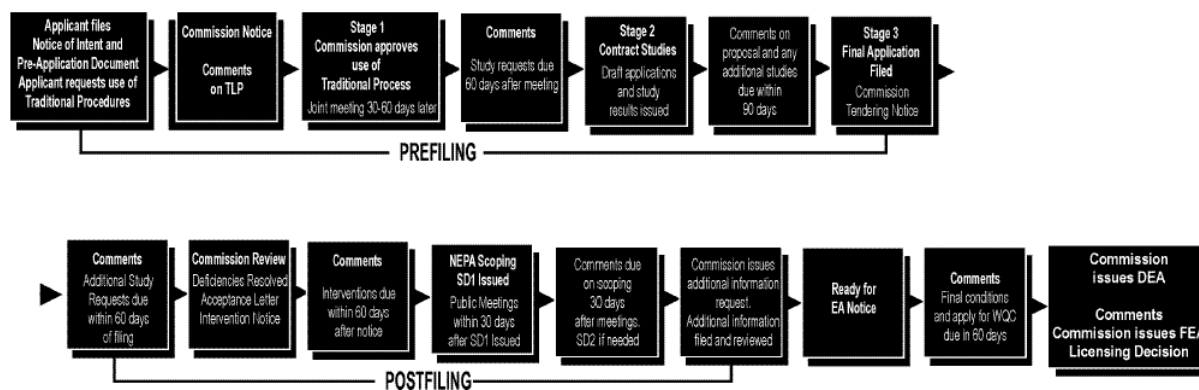 Applicant files
Notice of Intent and
Pre-Application Document
Applicant requests use of
Traditional Procedures
Commission Notice
Comments
on TLP
Stage 1
Commission approves
use of
Traditional Process
Joint meeting 30-60 days later
Comments
Study requests due
60 days after meeting
Stage 2
Contract Studies
Draft applications
and study
results issued
Comments on
proposal and any
additional studies
due within
90 days
Stage 3
Final Application
Filed
Commission
Tendering Notice
PREFILING
Comments
Additional Study
Requests due
within 60 days
of filing
Commission Review
Deficiencies Resolved
Acceptance Letter
Intervention Notice
Comments
Interventions due
within 60 days
after notice
NEPA Scoping
SD1 Issued
Public Meetings
within 30 days
after SD1 Issued
Comments due
on scoping
30 days
after meetings.
SD2 if needed
Commission issues
additional information
request.
Additional information
filed and reviewed
Ready for
EA Notice
Comments
Final conditions
and apply for WQC
due in 60 days
Commission
issues DEA
Comments
Commission issues FEA
Licensing Decision
POSTFILING